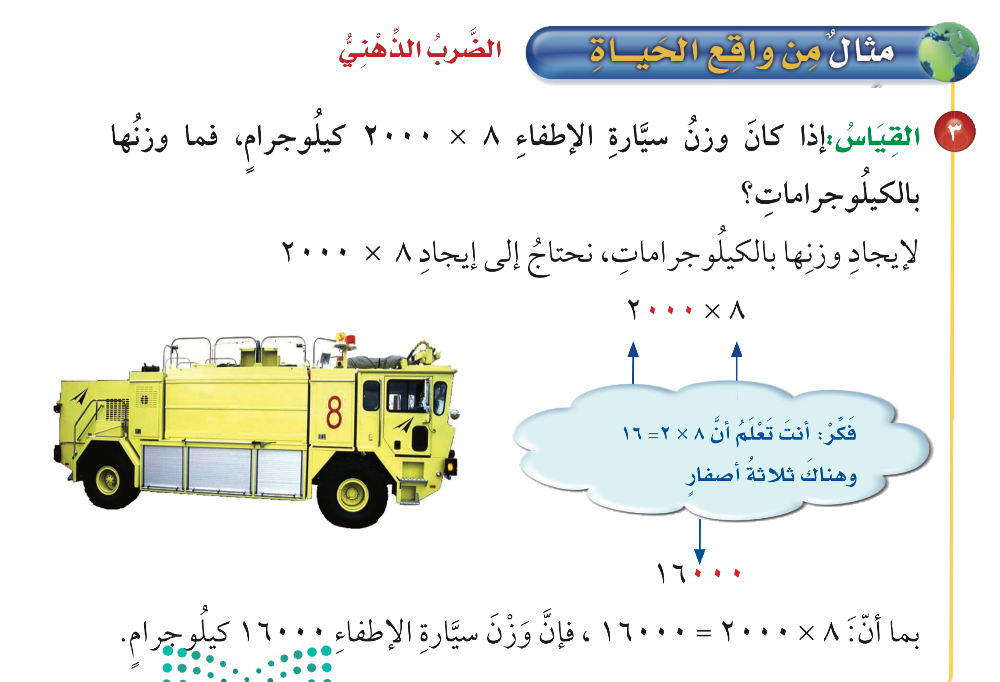 مثالٌ مِن واقِعِ الحَيـاةِ الضَّربُ الذِّهْنِيُّ
٣ القِيَاسُ: إذا كانَ وزنُ سيَّارةِ الإطفاءِ ٨ × ٢٠٠٠ كيلُوجرامٍ، فما وزنُها
بالكيلُوجراماتِ؟
لإيجادِ وزنِها بالكيلُوجراماتِ، نحتاجُ إلى إيجادِ ٨ × ٢٠٠٠
٨ × ٢٠٠٠
8
فَكِّرْ: أنتَ تَعْلَمُ أنَّ ٨ × ٢= ١٦
وهناكَ ثلاثةُ أصفارٍ
١٦٠٠٠
بما أنّ: َ ٨ × ٢٠٠٠ = ١٦٠٠٠ ، فإنَّ وَزْنَ سيَّارةِ الإطفاءِ ١٦٠٠٠ كيلُوجرامٍ.